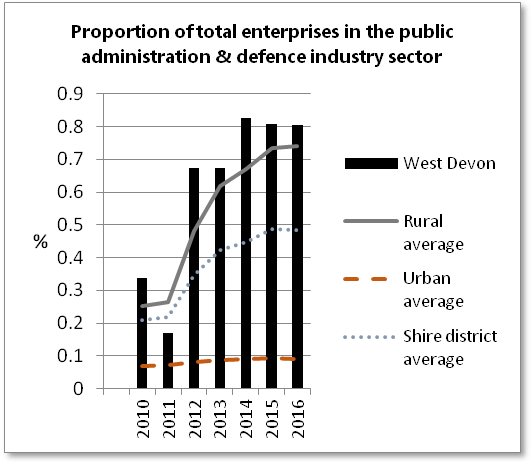 Proportion of total enterprises in the public
administration & defence industry sector
0.9
0.8
0.7
0.6
0.5
0.4
0.3
0.2
0.1
0
%
2010
2011
2012
2013
2014
2015
2016
West Devon
Rural
average
Urban
average
Shire district
average